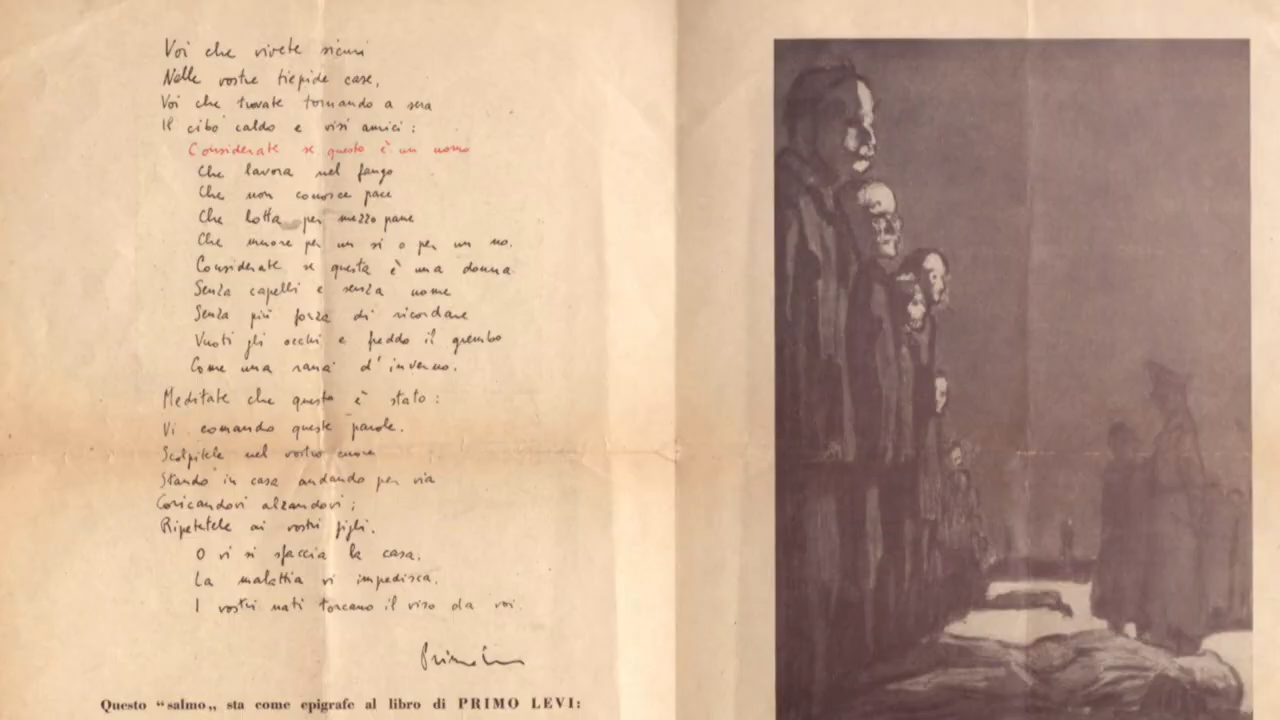 Voi che vivete sicuri
Nelle vostre tiepide case,
Voi che trovate tornando a sera
Il cibo caldo e visi amici:
Considerate se questo è un uomo
Che lavora nel fango
Che non conosce pace
Che lotta per mezzo pane
Che muore per un sì o per un no.
Considerate se questa è una donna
Senza capelli e senza nome
Senza più forza di ricordare
Vuoti gli occhi e freddo il grembo
Come una rana d'inverno.
Meditate che questo è stato:
Vi comando queste parole.
Scolpitele nel vostro cuore
Stando in casa andando per via
Coricandovi alzandovi;
Ripetetele ai vostri figli.
O vi si sfaccia la casa.
La malattia vi impedisca.
I vostri nati torcano il viso da voi.
Primo Levi
Questo “salmo„ sta come epigrafe al libro di PRIMO LEVI: